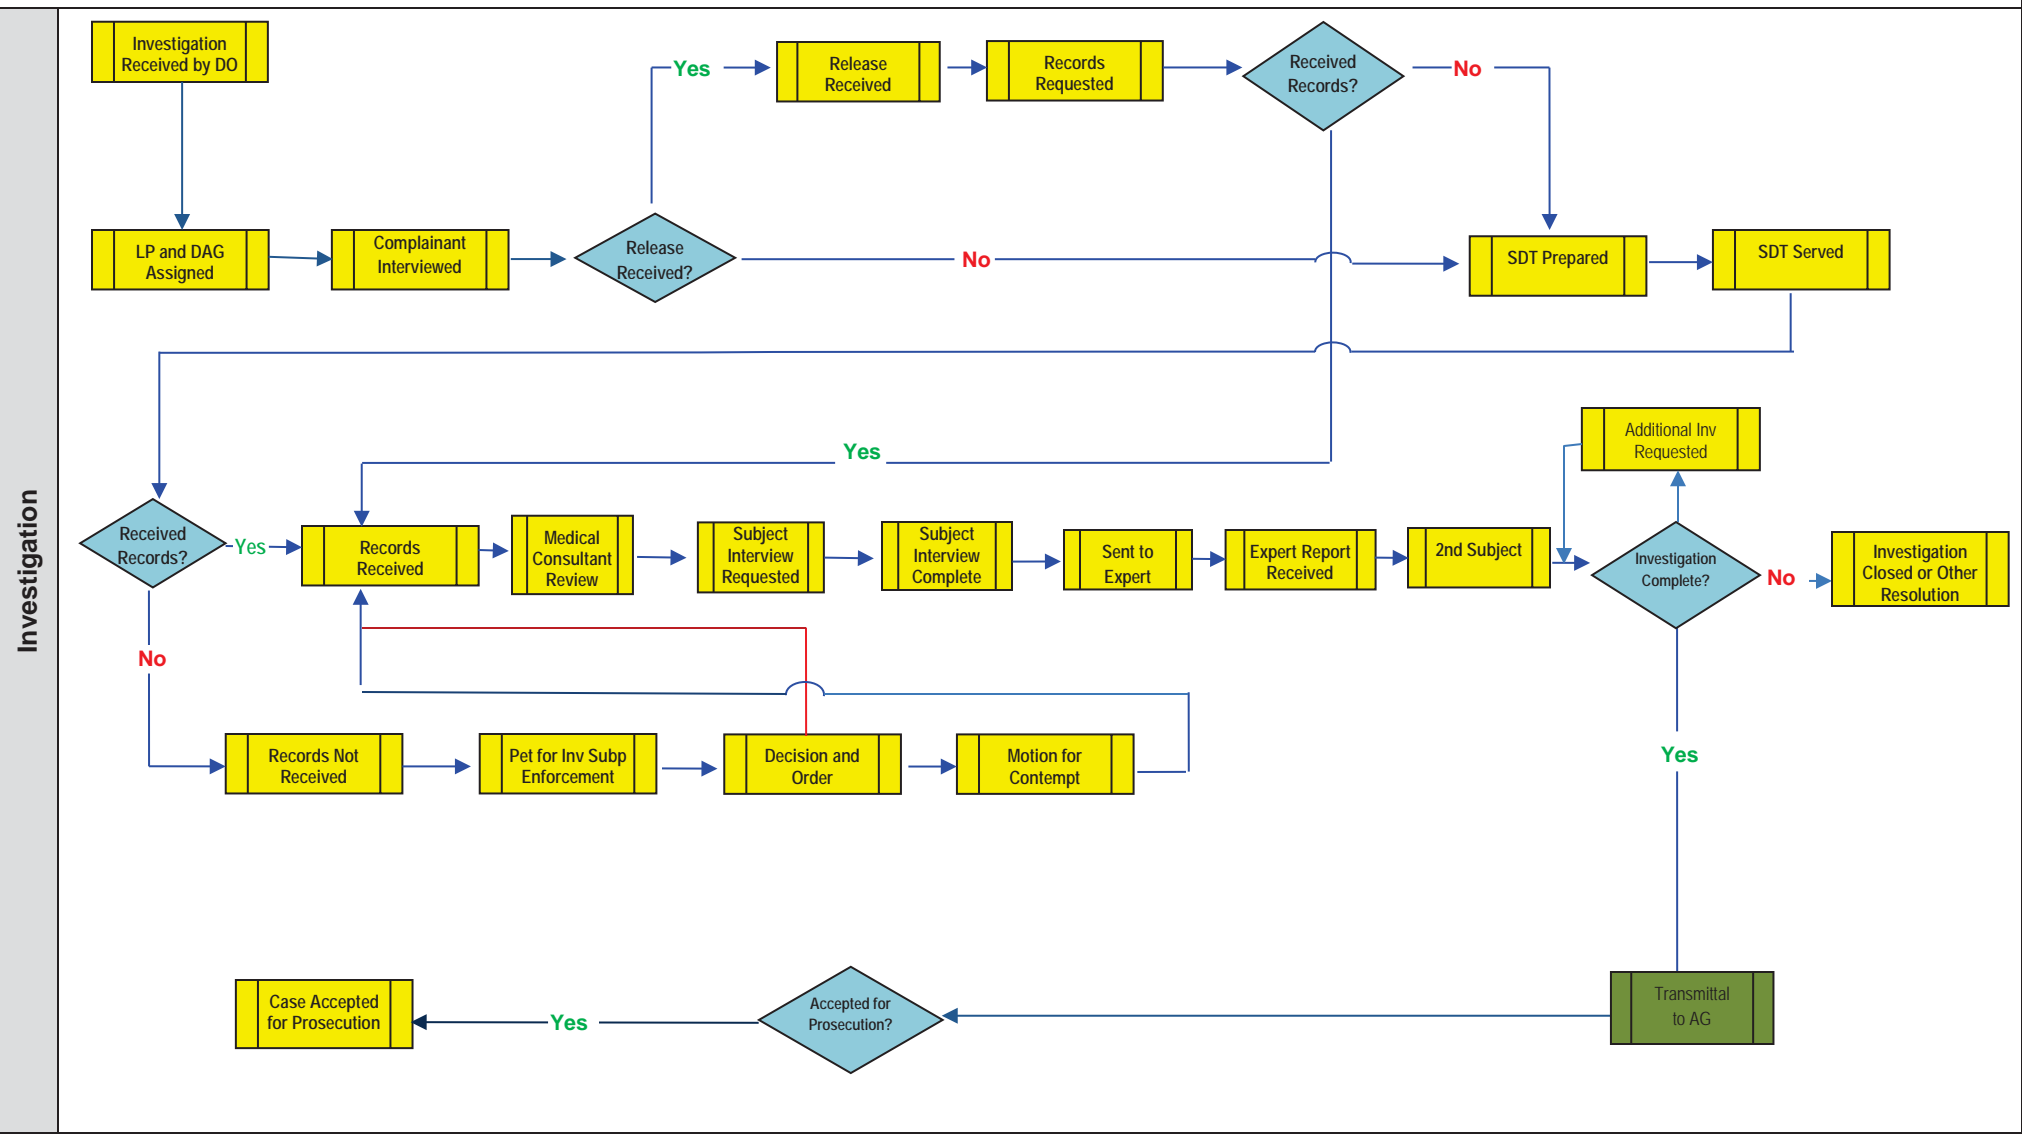 Investigation
Investigation
Received by DO
Yes
Release
Received
Records
Requested
Received
Records?
No
LP and DAG
Assigned
Complainant
Interviewed
Release
Received?
No
SDT Prepared
SDT Served
Yes
Additional Inv
Requested
Received
Records?
Yes
Records
Received
Medical
Consultant
Review
Subject
Interview
Requested
Subject
Interview
Complete
Sent to
Expert
Expert Report
Received
2nd Subject
Investigation
Complete?
No
Investigation
Closed or Other
Resolution
No
Records Not
Received
Pet for Inv Subp
Enforcement
Decision and
Order
Motion for
Contempt
Yes
Case Accepted
for Prosecution
Yes
Accepted for
Prosecution?
Transmittal
to AG